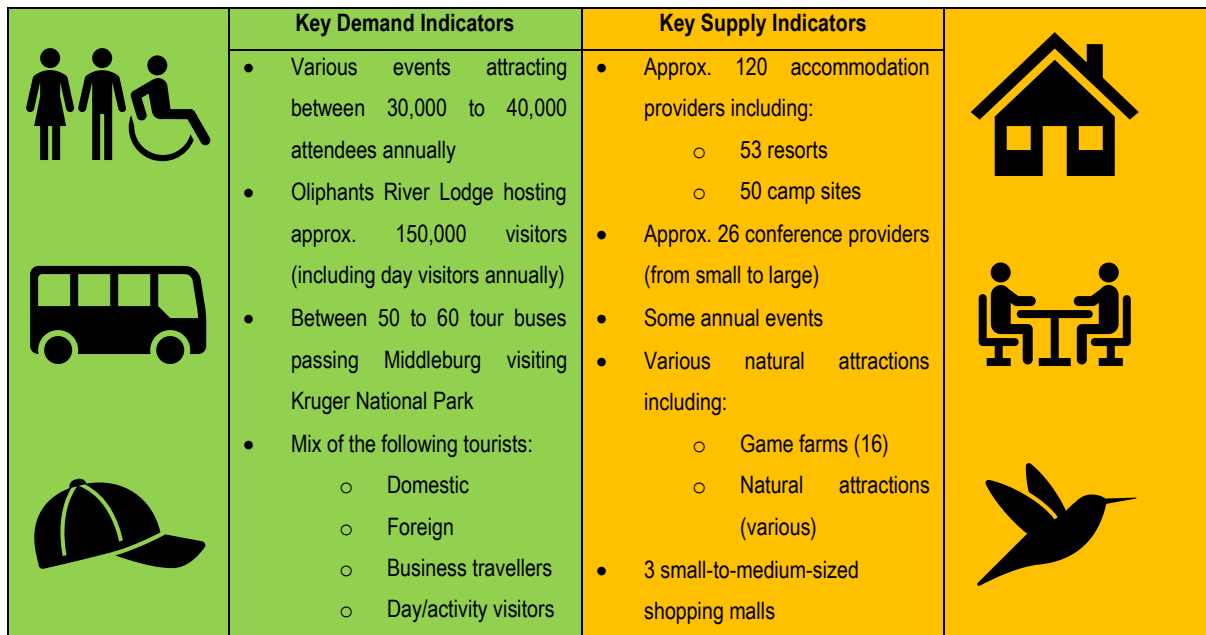 Key Demand Indicators
• Various events attracting
between 30,000 to 40,000
attendees annually
• Oliphants River Lodge hosting
approx. 150,000 visitors
(including day visitors annually)
• Between 50 to 60 tour buses
passing Middleburg visiting
Kruger National Park
• Mix of the following tourists:
o Domestic
o Foreign
o Business travellers
o Day/activity visitors
Key Supply Indicators
• Approx. 120 accommodation
providers including:
o 53 resorts
o 50 camp sites
• Approx. 26 conference providers
(from small to large)
• Some annual events
• Various natural attractions
including:
o Game farms (16)
o Natural attractions
(various)
• 3 small-to-medium-sized
shopping malls